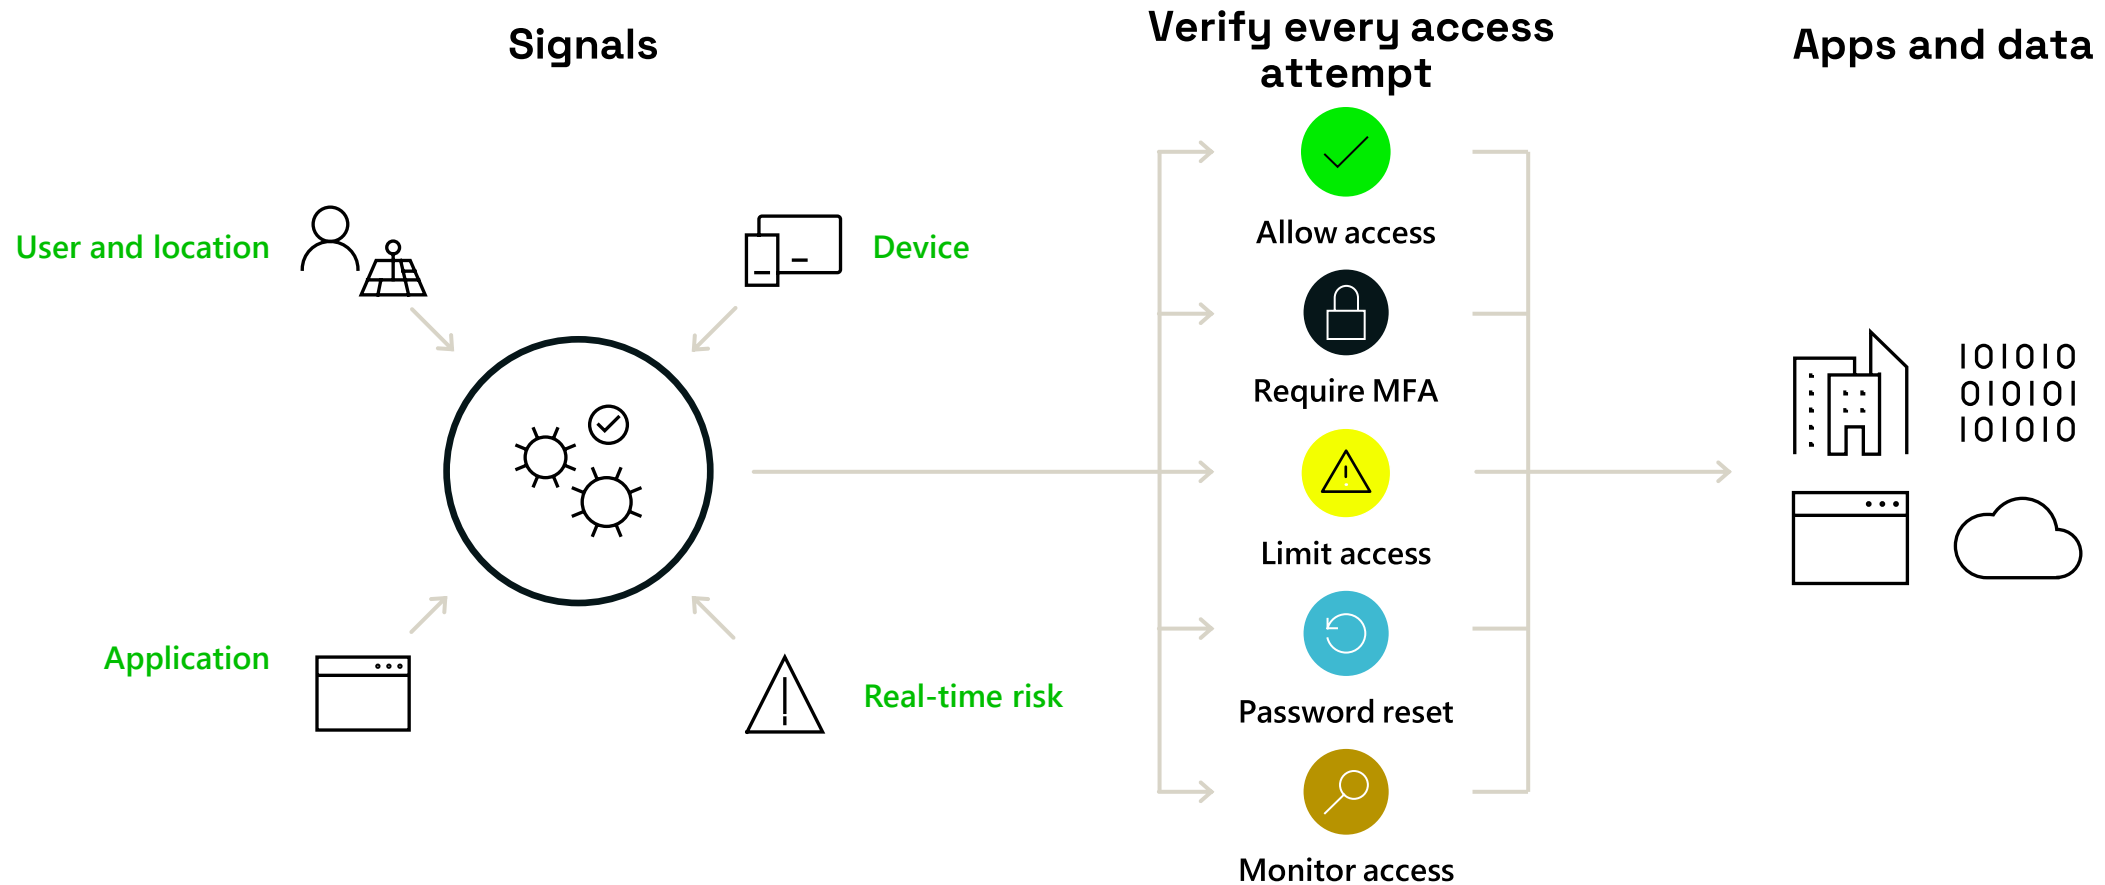 Signals
Verify every access
attempt
Apps and data
User and location
Device
Application
Real-time risk
Allow access
Require MFA
Limit access
Password reset
Monitor access
101010
010101
101010